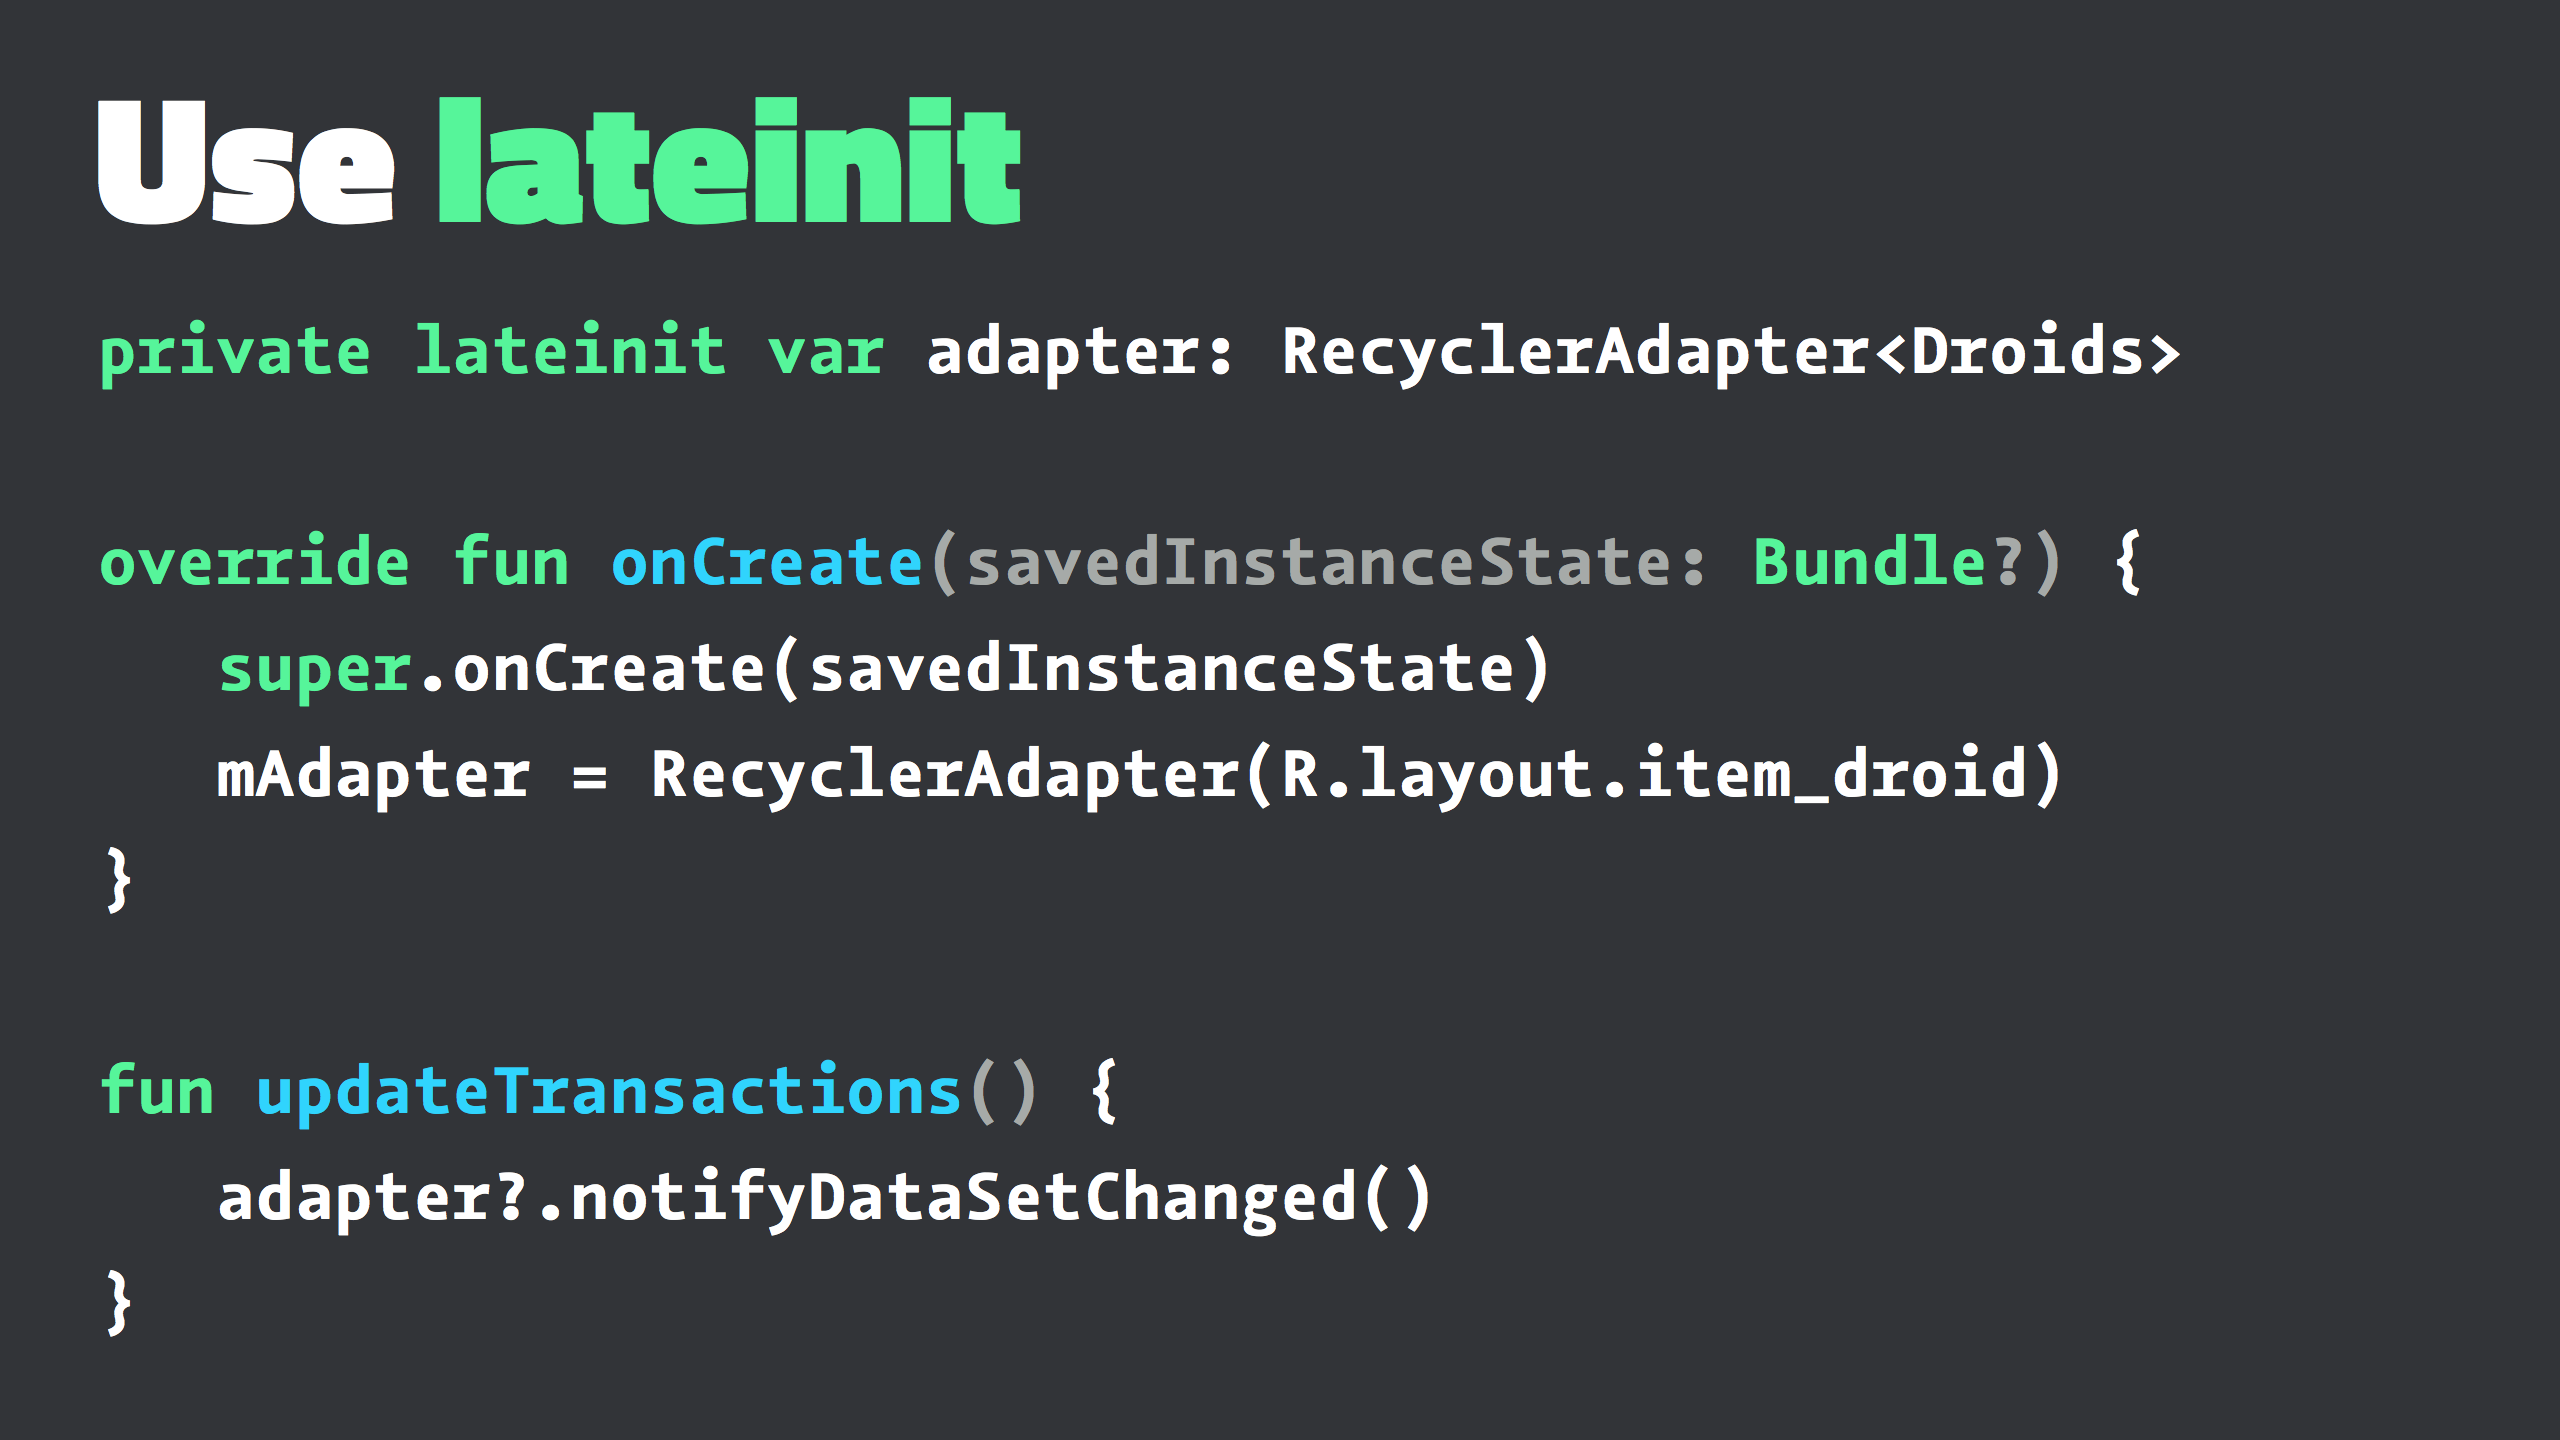 Use lateinit
private lateinit var adapter: RecyclerAdapter<Droids>
override fun onCreate(savedInstanceState: Bundle?) {
super.onCreate(savedInstanceState)
mAdapter = RecyclerAdapter(R.layout.item_droid)
}
fun updateTransactions() {
adapter?.notifyDataSetChanged()
}